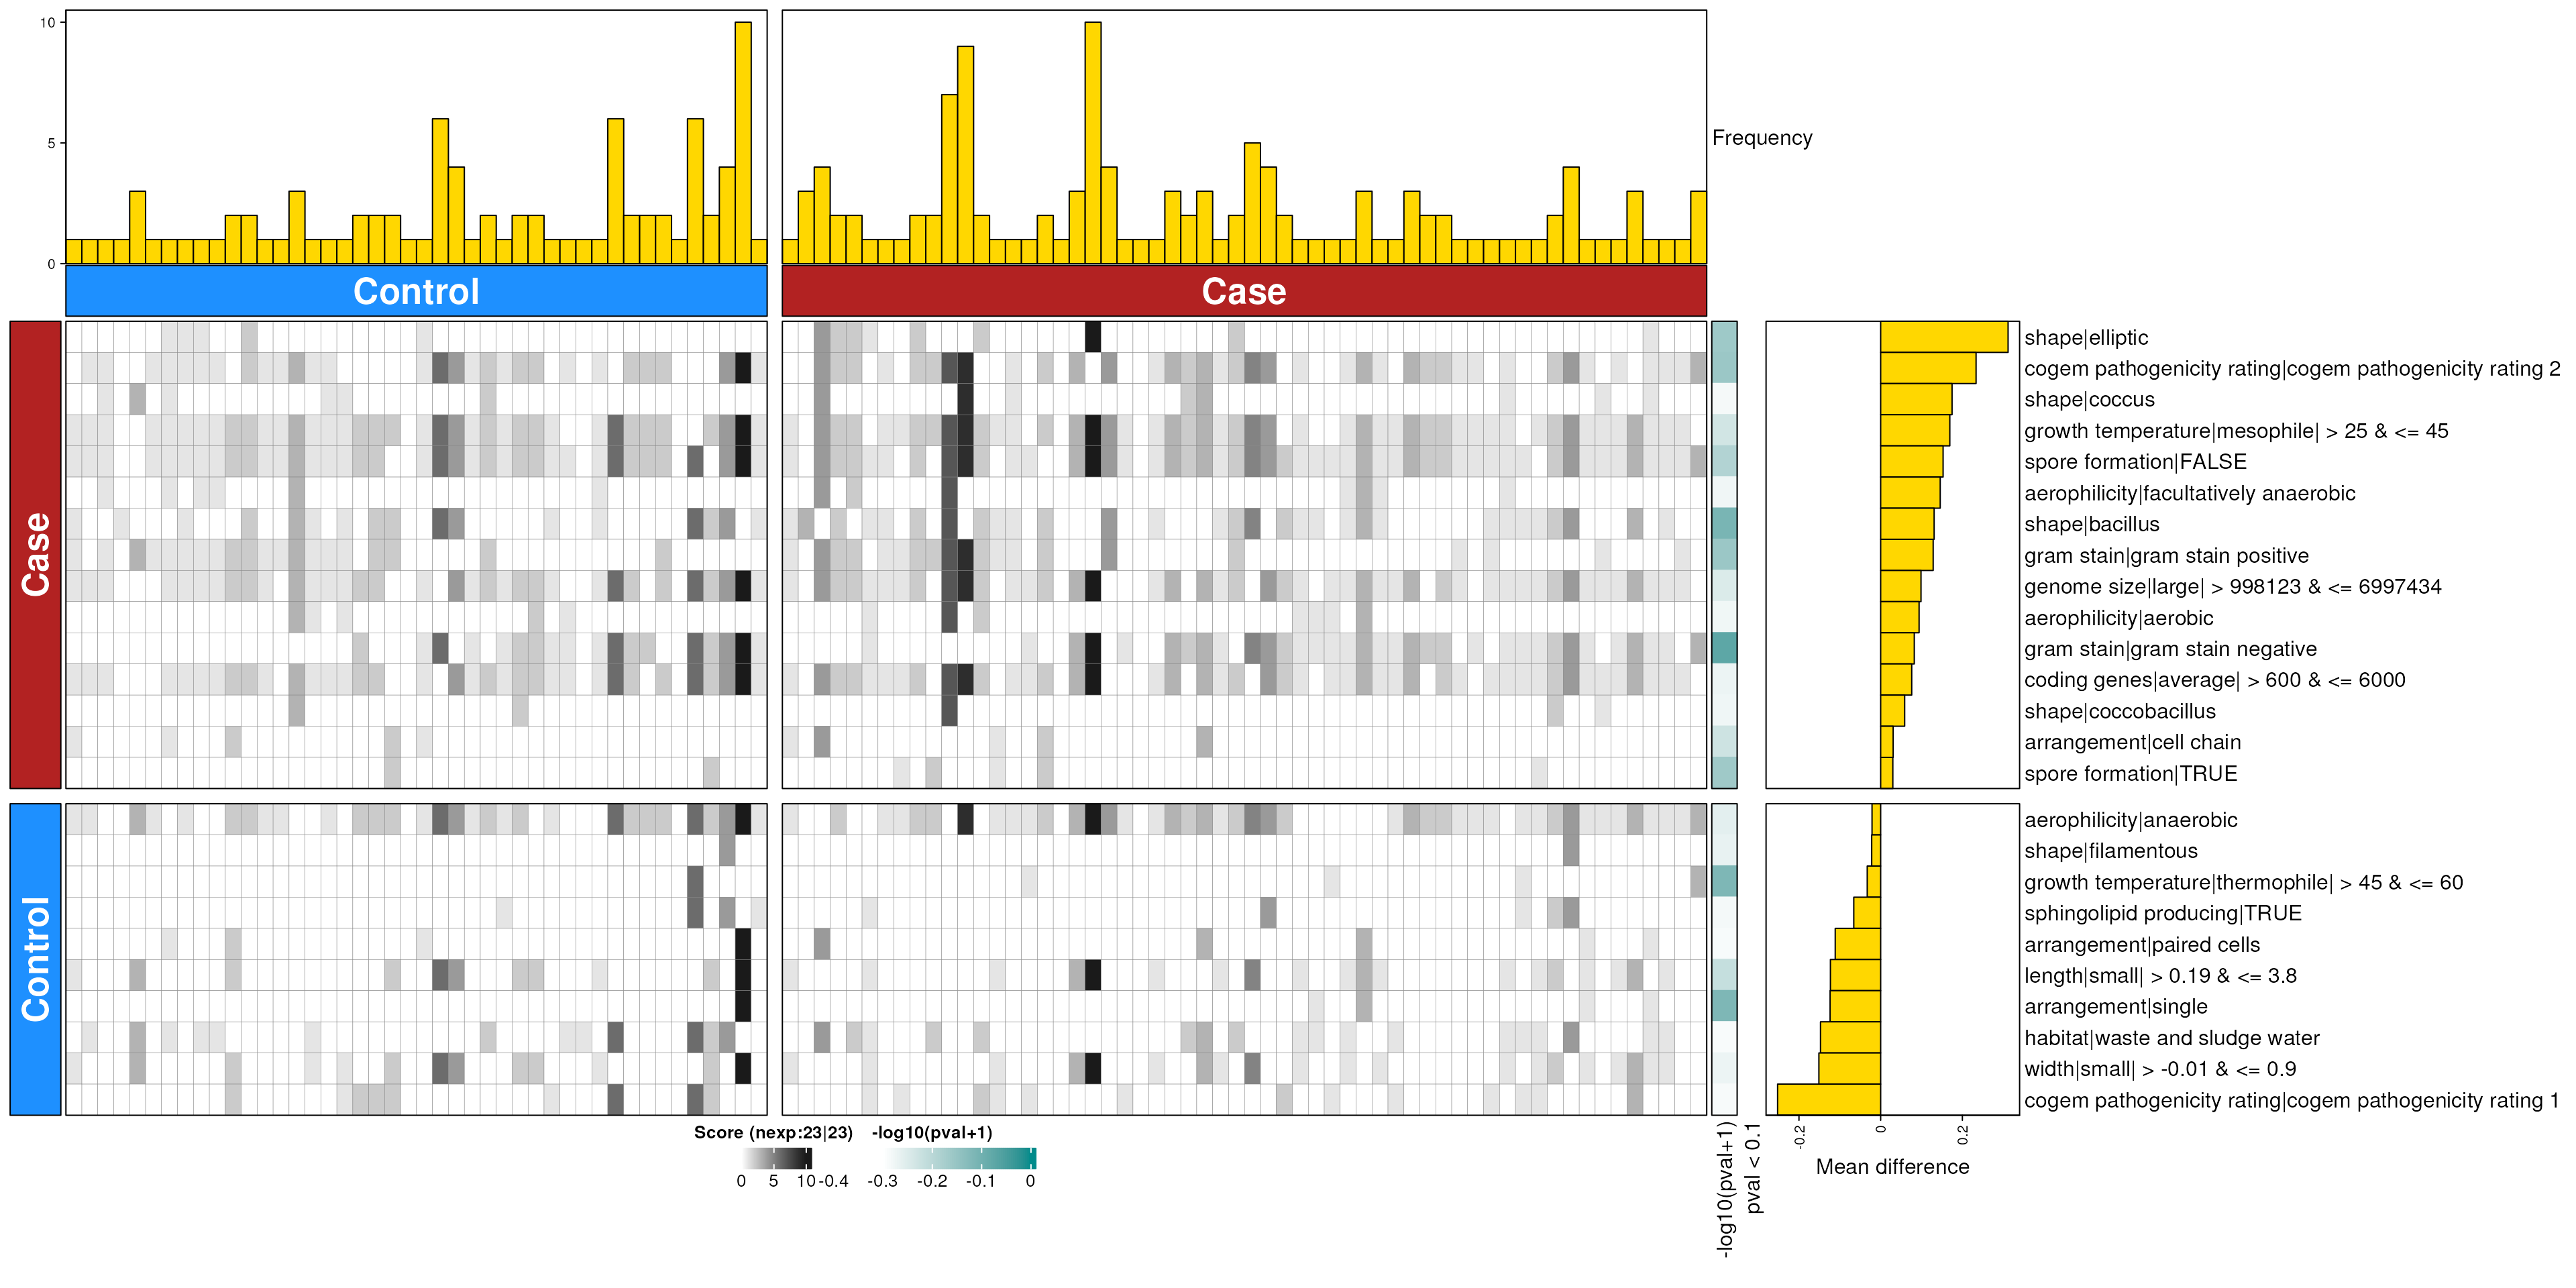 10
5
0
Frequency
Control
Case
Case
shape|elliptic
cogem pathogenicity rating|cogem pathogenicity rating 2
shape|coccus
growth temperature|mesophile| > 25 & <= 45
spore formation|FALSE
aerophilicity|facultatively anaerobic
shape|bacillus
gram stain|gram stain positive
genome size|large| > 998123 & <= 6997434
aerophilicity|aerobic
gram stain|gram stain negative
coding genes|average| > 600 & <= 6000
shape|coccobacillus
arrangement|cell chain
spore formation|TRUE
Control
aerophilicity|anaerobic
shape|filamentous
growth temperature|thermophile| > 45 & <= 60
sphingolipid producing|TRUE
arrangement|paired cells
length|small| > 0.19 & <= 3.8
arrangement|single
habitat|waste and sludge water
width|small| > -0.01 & <= 0.9
cogem pathogenicity rating|cogem pathogenicity rating 1
Score (nexp:23|23)
0 5 10
-log10(pval+1)
-0.4 -0.3 -0.2 -0.1 0
-log10(pval+1)
pval < 0.1
-0.2 0 0.2
Mean difference